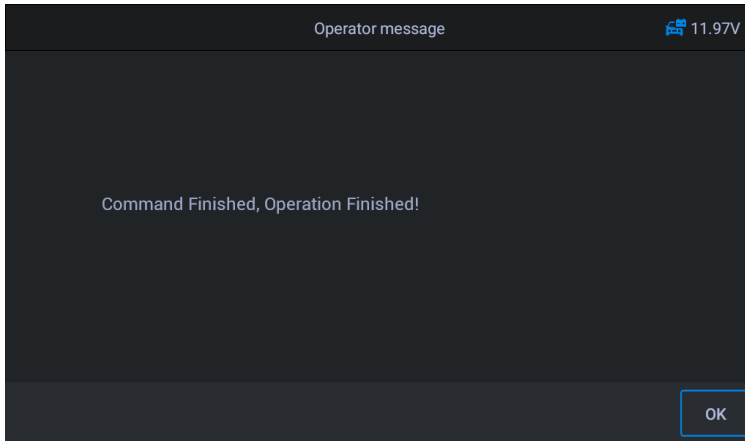 Operator message
11.97V
Command Finished, Operation Finished!
OK